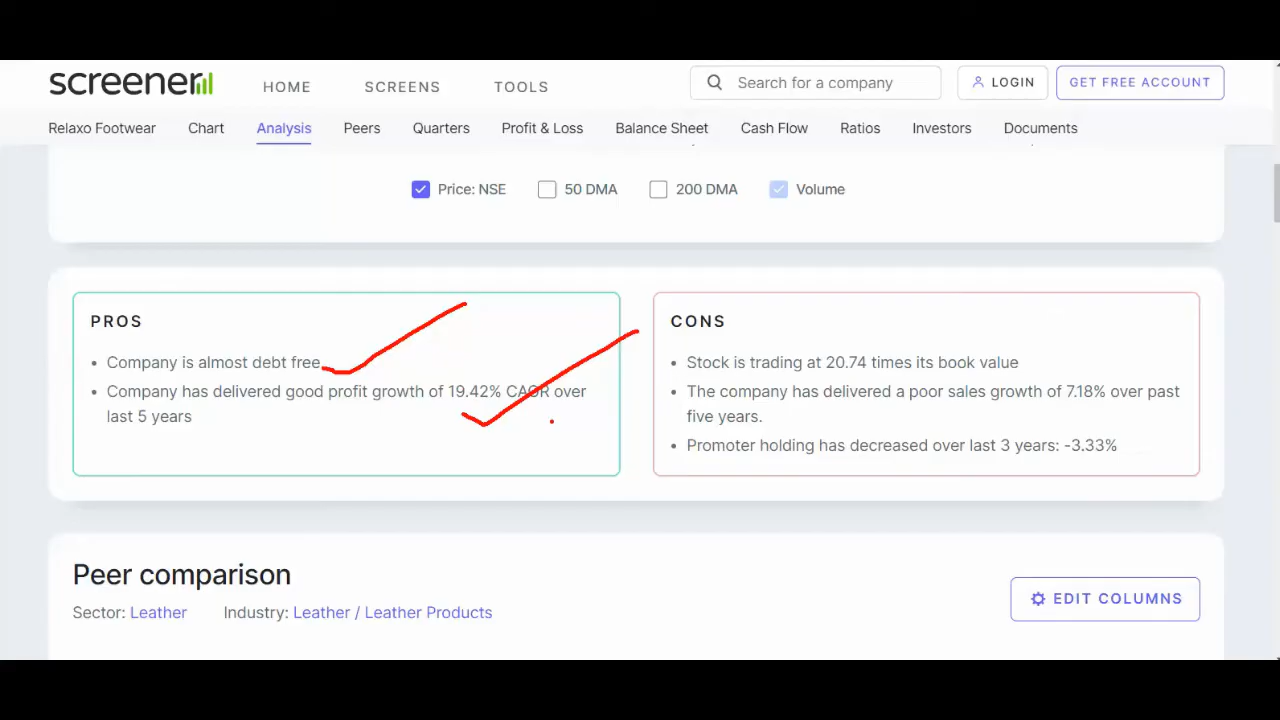 screener
HOME SCREENS TOOLS Search for a company LOGIN GET FREE ACCOUNT
Relaxo Footwear Chart Analysis Peers Quarters Profit & Loss Balance Sheet Cash Flow Ratios Investors Documents
Price: NSE 50 DMA 200 DMA Volume
PROS
Company is almost debt free
Company has delivered good profit growth of 19.42% CAGR over
last 5 years
CONS
Stock is trading at 20.74 times its book value
The company has delivered a poor sales growth of 7.18% over past
five years.
Promoter holding has decreased over last 3 years: -3.33%
Peer comparison
Sector: Leather Industry: Leather / Leather Products
EDIT COLUMNS